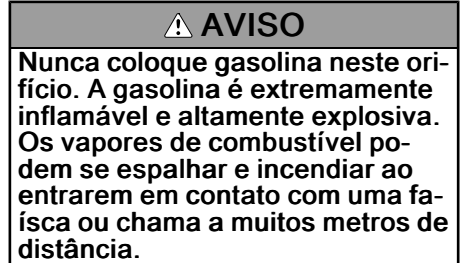 ⚠ AVISO
Nunca coloque gasolina neste ori-
fício. A gasolina é extremamente
inflamável e altamente explosiva.
Os vapores de combustível po-
dem se espalhar e incendiar ao
entrarem em contato com uma fa-
ísca ou chama a muitos metros de
distância.